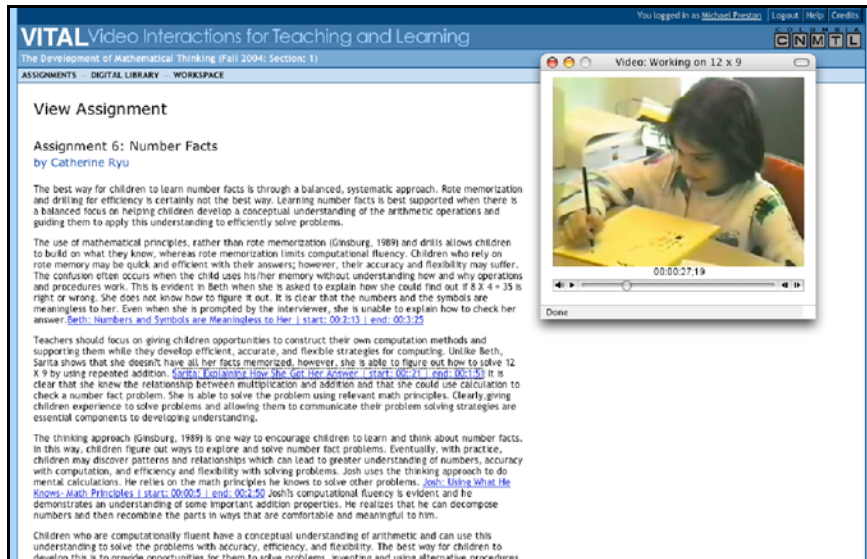 You logged in as Michael Preston | Logout | Help | Credits
VITAL Video Interactions for Teaching and Learning
COLUMBIA
CNMTL
The Development of Mathematical Thinking (Fall 2004: Section: 1)
ASSIGNMENTS - DIGITAL LIBRARY - WORKSPACE
Video: Working on 12 x 9
00:00:27;19
Done
View Assignment
Assignment 6: Number Facts
by Catherine Ryu
The best way for children to learn number facts is through a balanced, systematic approach. Rote memorization
and drilling for efficiency is certainly not the best way. Learning number facts is best supported when there is
a balanced focus on helping children develop a conceptual understanding of the arithmetic operations and
guiding them to apply this understanding to efficiently solve problems.
The use of mathematical principles, rather than rote memorization (Ginsburg, 1989) and drills allows children
to build on what they know, whereas rote memorization limits computational fluency. Children who rely on
rote memory may be quick and efficient with their answers; however, their accuracy and flexibility may suffer.
The confusion often occurs when the child uses his/her memory without understanding how and why operations
and procedures work. This is evident in Beth when she is asked to explain how she could find out if 8 X 4 = 35 is
right or wrong. She does not know how to figure it out. It is clear that the numbers and the symbols are
meaningless to her. Even when she is prompted by the interviewer, she is unable to explain how to check her
answer.Beth: Numbers and Symbols are Meaningless to Her | start: 00:2:13 | end: 00:3:25
Teachers should focus on giving children opportunities to construct their own computation methods and
supporting them while they develop efficient, accurate, and flexible strategies for computing. Unlike Beth,
Sarita shows that she doesn?t have all her facts memorized, however, she is able to figure out how to solve 12
X 9 by using repeated addition. Sarita: Explaining How She Got Her Answer | start: 00::21 | end: 00:1:51 It is
clear that she knew the relationship between multiplication and addition and that she could use calculation to
check a number fact problem. She is able to solve the problem using relevant math principles. Clearly,giving
children experience to solve problems and allowing them to communicate their problem solving strategies are
essential components to developing understanding.
The thinking approach (Ginsburg, 1989) is one way to encourage children to learn and think about number facts.
In this way, children figure out ways to explore and solve number fact problems. Eventually, with practice,
children may discover patterns and relationships which can lead to greater understanding of numbers, accuracy
with computation, and efficiency and flexibility with solving problems. Josh uses the thinking approach to do
mental calculations. He relies on the math principles he knows to solve other problems. Josh: Using What He
Knows- Math Principles | start: 00:00:5 | end: 00:2:50 Josh?s computational fluency is evident and he
demonstrates an understanding of some important addition properties. He realizes that he can decompose
numbers and then recombine the parts in ways that are comfortable and meaningful to him.
Children who are computationally fluent have a conceptual understanding of arithmetic and can use this
understanding to solve the problems with accuracy, efficiency, and flexibility. The best way for children to
develop this is to provide opportunities for them to solve problems, inventing and using alternative procedures